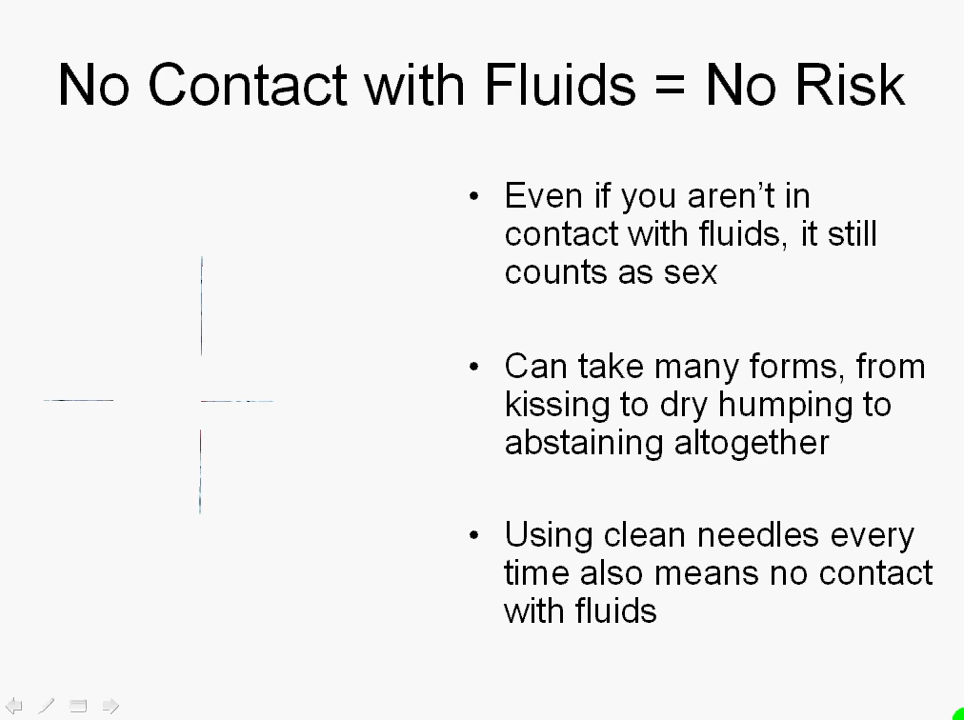 No Contact with Fluids = No Risk
• Even if you aren’t in
contact with fluids, it still
counts as sex
• Can take many forms, from
kissing to dry humping to
abstaining altogether
• Using clean needles every
time also means no contact
with fluids